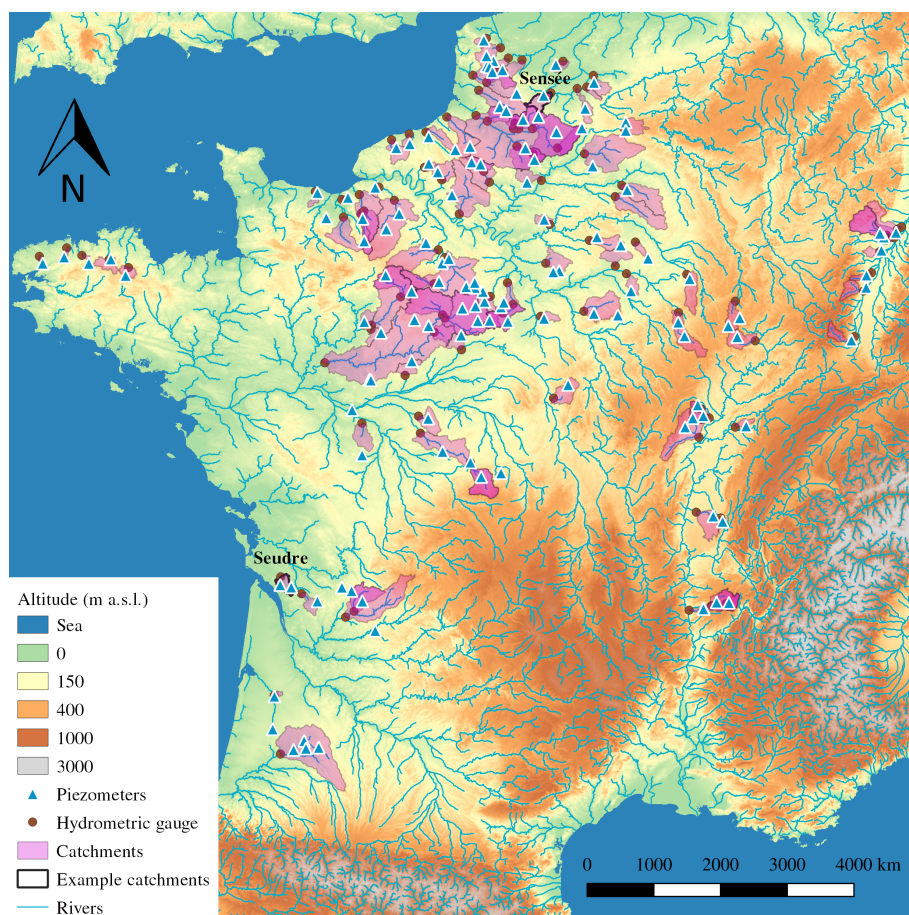 Sensée
N
Seudre
Altitude (m a.s.l.)
Sea
0
150
400
1000
3000
Piezometers
Hydrometric gauge
Catchments
Example catchments
Rivers
0 1000 2000 3000 4000 km